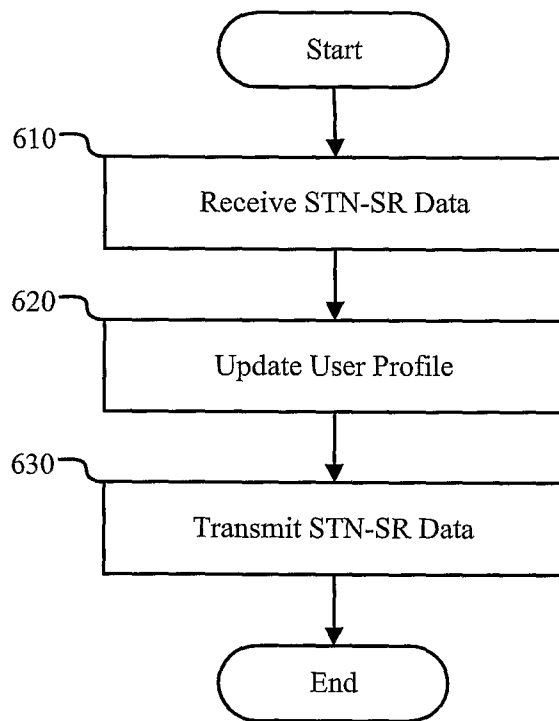 Start
610
Receive STN-SR Data
620
Update User Profile
630
Transmit STN-SR Data
End